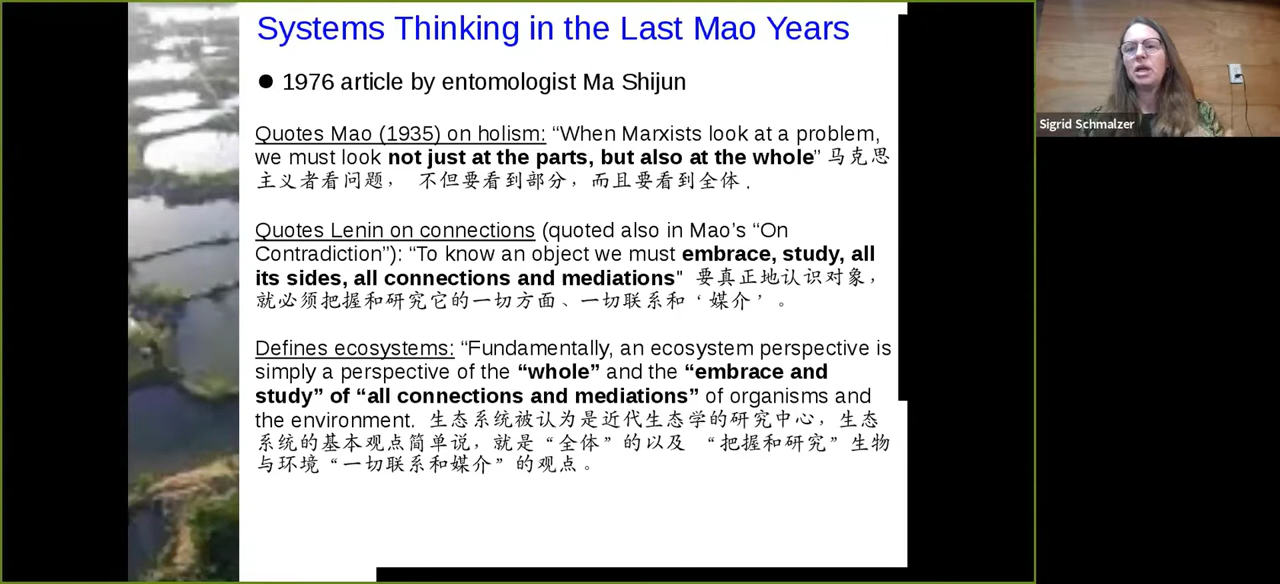 Systems Thinking in the Last Mao Years
● 1976 article by entomologist Ma Shijun
Quotes Mao (1935) on holism: “When Marxists look at a problem,
we must look not just at the parts, but also at the whole” 马克思
主义者看问题， 不但要看到部分，而且要看到全体．
Quotes Lenin on connections (quoted also in Mao’s “On
Contradiction”): “To know an object we must embrace, study, all
its sides, all connections and mediations" 要真正地认识对象，
就必须把握和研究它的一切方面、一切联系和‘媒介’。
Defines ecosystems: “Fundamentally, an ecosystem perspective is
simply a perspective of the “whole” and the “embrace and
study” of “all connections and mediations” of organisms and
the environment. 生态系统被认为是近代生态学的研究中心，生态
系统的基本观点简单说，就是“全体”的以及 “把握和研究”生物
与环境“一切联系和媒介”的观点。
Sigrid Schmalzer